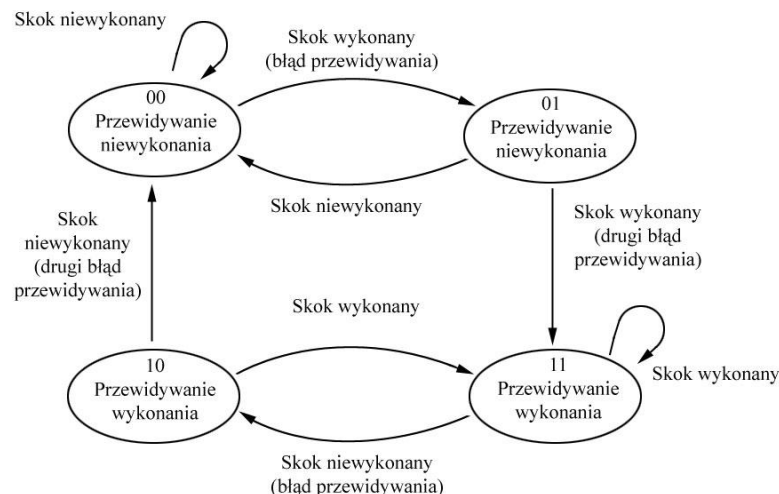 Skok niewykonany
Skok wykonany
(błąd przewidywania)
00
Przewidywanie
niewykonania
01
Przewidywanie
niewykonania
Skok niewykonany
Skok
niewykonany
(drugi błąd
przewidywania)
Skok wykonany
(drugi błąd
przewidywania)
Skok wykonany
10
Przewidywanie
wykonania
11
Przewidywanie
wykonania
Skok wykonany
Skok niewykonany
(błąd przewidywania)